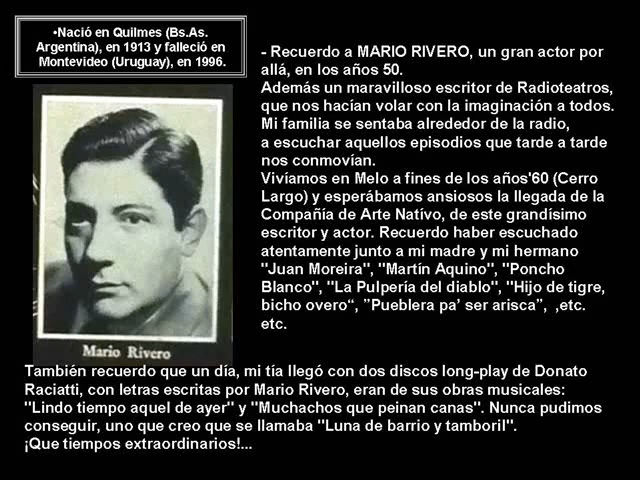 •Nació en Quilmes (Bs.As.
Argentina), en 1913 y falleció en
Montevideo (Uruguay), en 1996.
- Recuerdo a MARIO RIVERO, un gran actor por
allá, en los años 50.
Además un maravilloso escritor de Radioteatros,
que nos hacían volar con la imaginación a todos.
Mi familia se sentaba alrededor de la radio,
a escuchar aquellos episodios que tarde a tarde
nos conmovían.
Vivíamos en Melo a fines de los años'60 (Cerro
Largo) y esperábamos ansiosos la llegada de la
Compañía de Arte Natívo, de este grandísimo
escritor y actor. Recuerdo haber escuchado
atentamente junto a mi madre y mi hermano
"Juan Moreira", "Martín Aquino", "Poncho
Blanco", "La Pulpería del diablo", "Hijo de tigre,
bicho overo“, ”Pueblera pa’ ser arisca”, ,etc.
etc.
Mario Rivero
También recuerdo que un día, mi tía llegó con dos discos long-play de Donato
Raciatti, con letras escritas por Mario Rivero, eran de sus obras musicales:
"Lindo tiempo aquel de ayer" y "Muchachos que peinan canas". Nunca pudimos
conseguir, uno que creo que se llamaba "Luna de barrio y tamboril".
¡Que tiempos extraordinarios!...